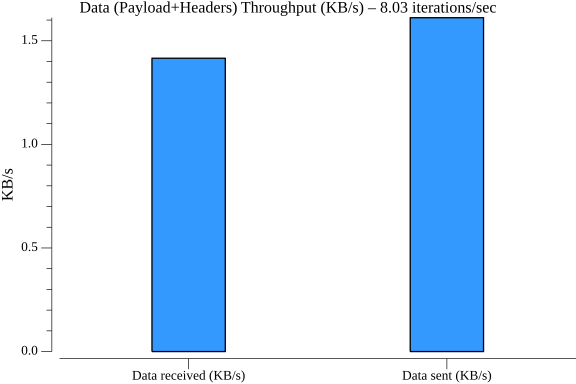 Data (Payload+Headers) Throughput (KB/s) – 8.03 iterations/sec
1.5
1.0
0.5
0.0
KB/s
Data received (KB/s)
Data sent (KB/s)